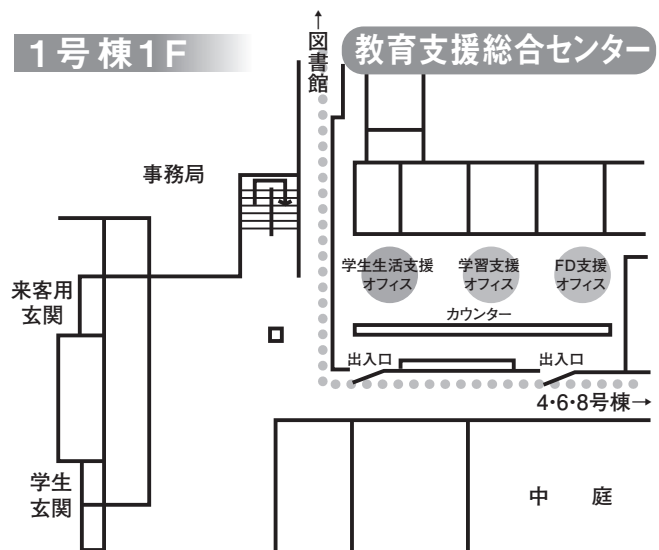 1号棟1F
↑
図書館
教育支援総合センター
事務局
学生生活支援
オフィス
学習支援
オフィス
FD支援
オフィス
カウンター
来客用
玄関
出入口
出入口
4・6・8号棟→
学生
玄関
中 庭